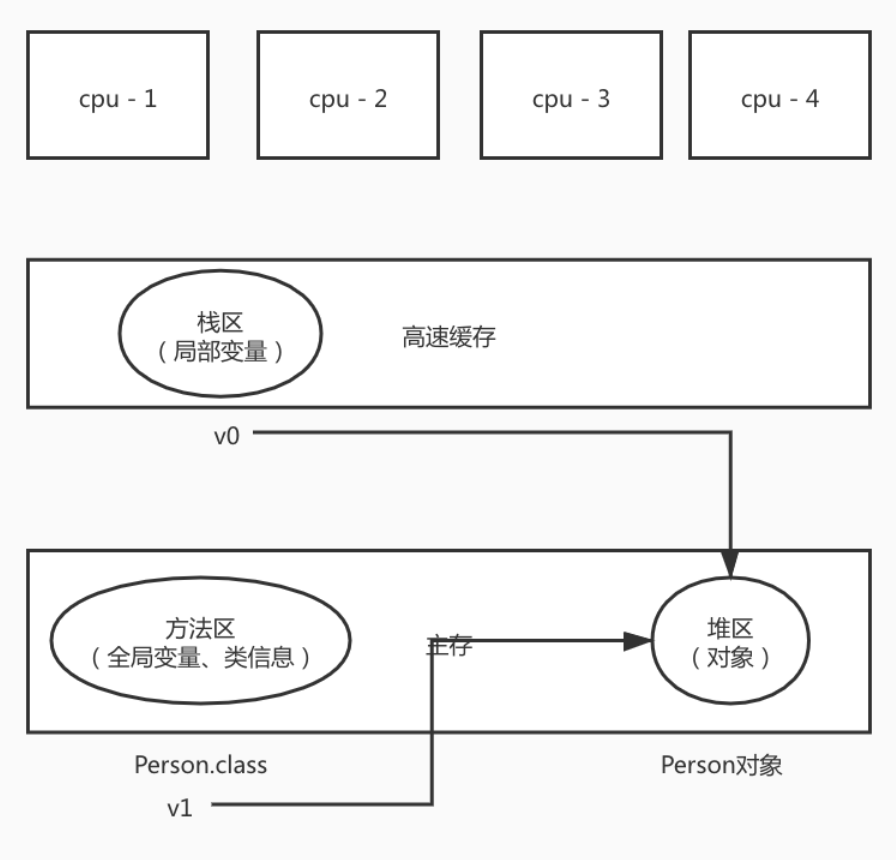 cpu - 1
cpu - 2
cpu - 3
cpu - 4
栈区
（局部变量）
高速缓存
v0
方法区
（全局变量、类信息）
主存
堆区
（对象）
Person.class
Person对象
v1